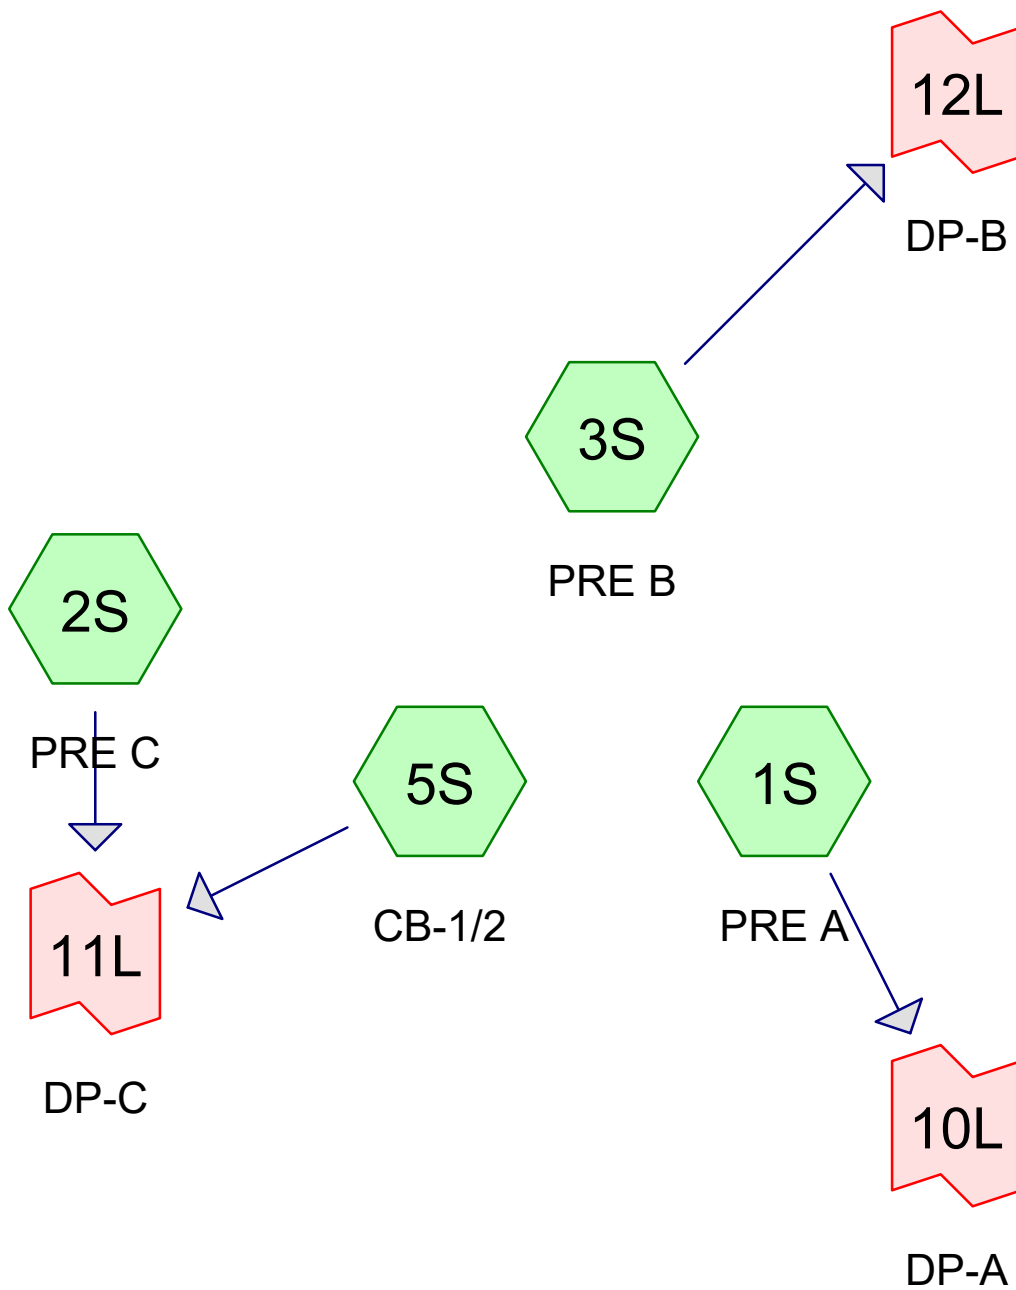 12L
DP-B
3S
PRE B
2S
PRE C
5S
CB-1/2
1S
PRE A
11L
DP-C
10L
DP-A